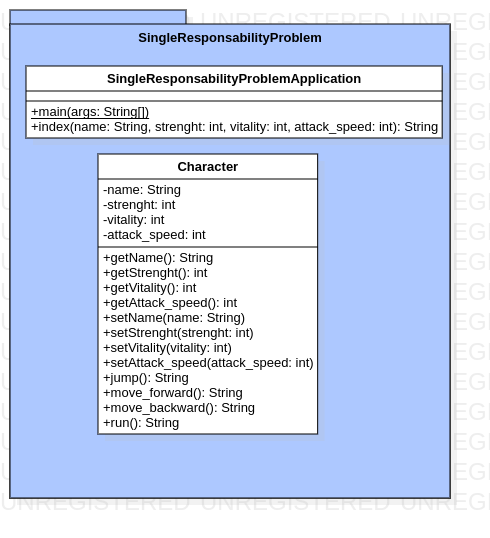 SingleResponsabilityProblem
SingleResponsabilityProblemApplication
+main(args: String[])
+index(name: String, strenght: int, vitality: int, attack_speed: int): String
Character
-name: String
-strenght: int
-vitality: int
-attack_speed: int
+getName(): String
+getStrenght(): int
+getVitality(): int
+getAttack_speed(): int
+setName(name: String)
+setStrenght(strenght: int)
+setVitality(vitality: int)
+setAttack_speed(attack_speed: int)
+jump(): String
+move_forward(): String
+move_backward(): String
+run(): String
UNREGISTERED UNREGISTERED UNREGI